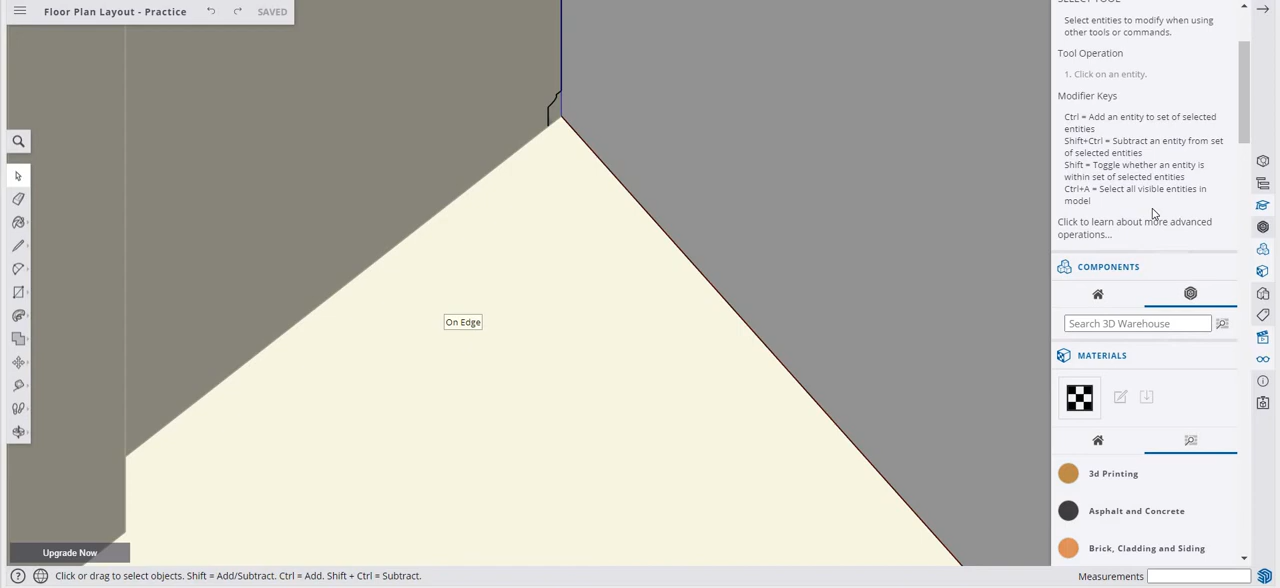 Floor Plan Layout - Practice
SAVED
Select entities to modify when using
other tools or commands.
Tool Operation
1. Click on an entity.
Modifier Keys
Ctrl = Add an entity to set of selected
entities
Shift+Ctrl = Subtract an entity from set
of selected entities
Shift = Toggle whether an entity is
within set of selected entities
Ctrl+A = Select all visible entities in
model
Click to learn about more advanced
operations...
COMPONENTS
Search 3D Warehouse
MATERIALS
3d Printing
Asphalt and Concrete
Brick, Cladding and Siding
On Edge
Upgrade Now
Click or drag to select objects. Shift = Add/Subtract. Ctrl = Add. Shift + Ctrl = Subtract.
Measurements